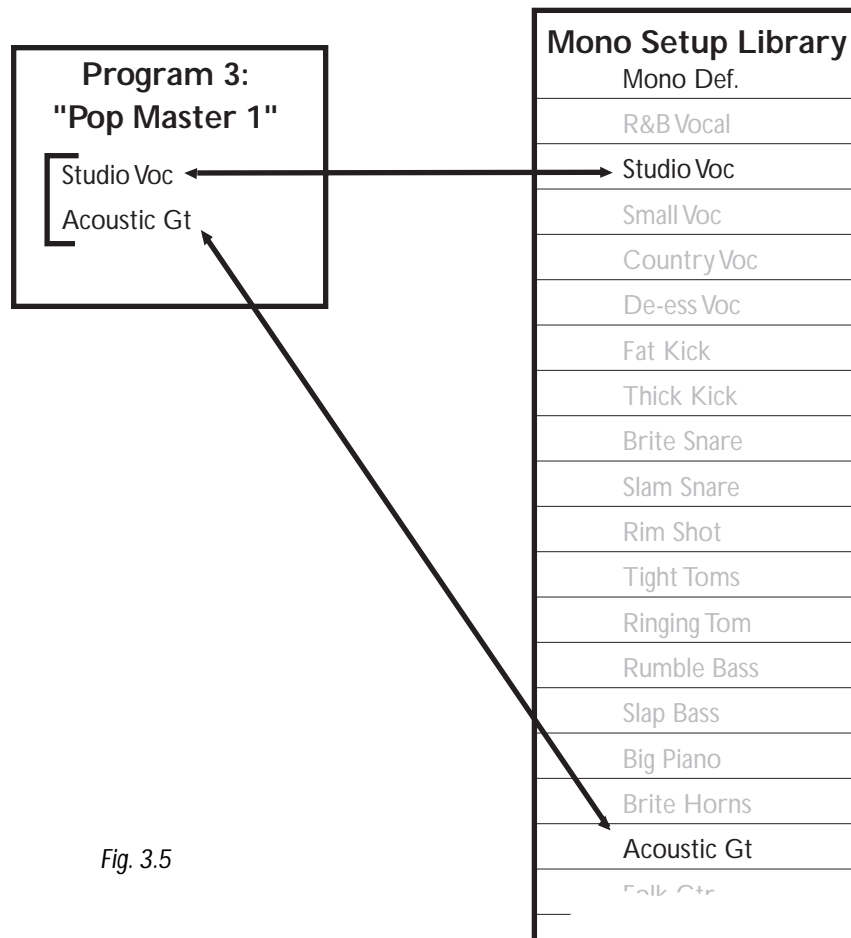 Program 3:
"Pop Master 1"
Studio Voc
Acoustic Gt
Mono Setup Library
Mono Def.
R&B Vocal
Studio Voc
Small Voc
Country Voc
De-ess Voc
Fat Kick
Thick Kick
Brite Snare
Slam Snare
Rim Shot
Tight Toms
Ringing Tom
Rumble Bass
Slap Bass
Big Piano
Brite Horns
Acoustic Gt
Fig. 3.5